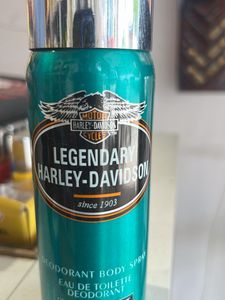 MOTOR
HARLEY-DAVIDSON
CYCLES
LEGENDARY
HARLEY-DAVIDSON
since 1903
DEODORANT BODY SPRAY
EAU DE TOILETTE
DEODORANT